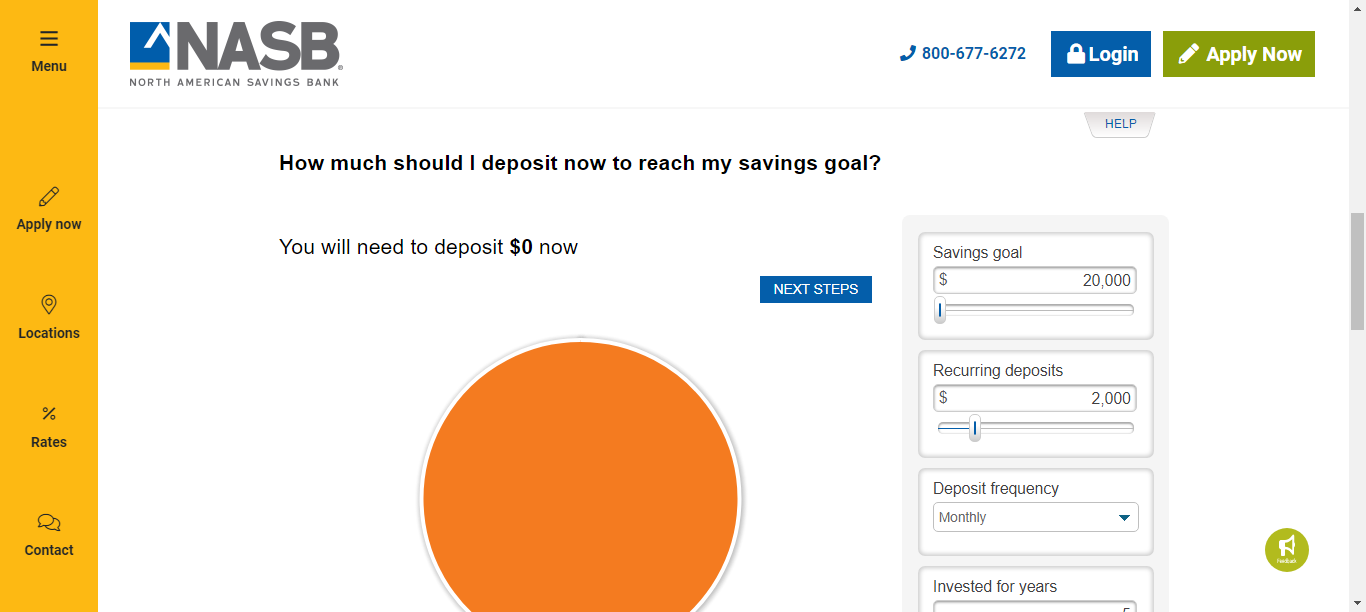 Menu
Apply now
Locations
Rates
Contact
NASB®
NORTH AMERICAN SAVINGS BANK
800-677-6272
Login
Apply Now
HELP
How much should I deposit now to reach my savings goal?
You will need to deposit $0 now
NEXT STEPS
Savings goal
$ 20,000
Recurring deposits
$ 2,000
Deposit frequency
Monthly
Invested for years
5
Feedback